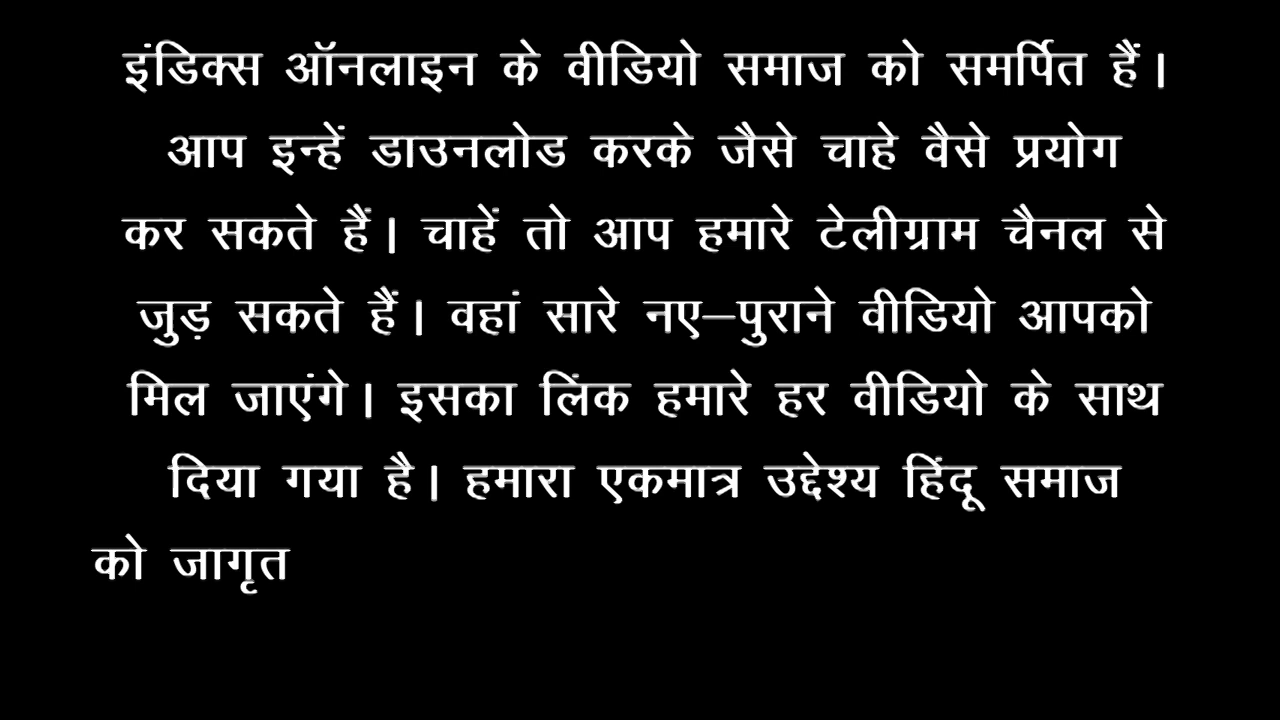 इंडिक्स ऑनलाइन के वीडियो समाज को समर्पित हैं।
आप इन्हें डाउनलोड करके जैसे चाहे वैसे प्रयोग
कर सकते हैं। चाहें तो आप हमारे टेलीग्राम चैनल से
जुड़ सकते हैं। वहां सारे नए–पुराने वीडियो आपको
मिल जाएंगे। इसका लिंक हमारे हर वीडियो के साथ
दिया गया है। हमारा एकमात्र उद्देश्य हिंदू समाज
को जागृत